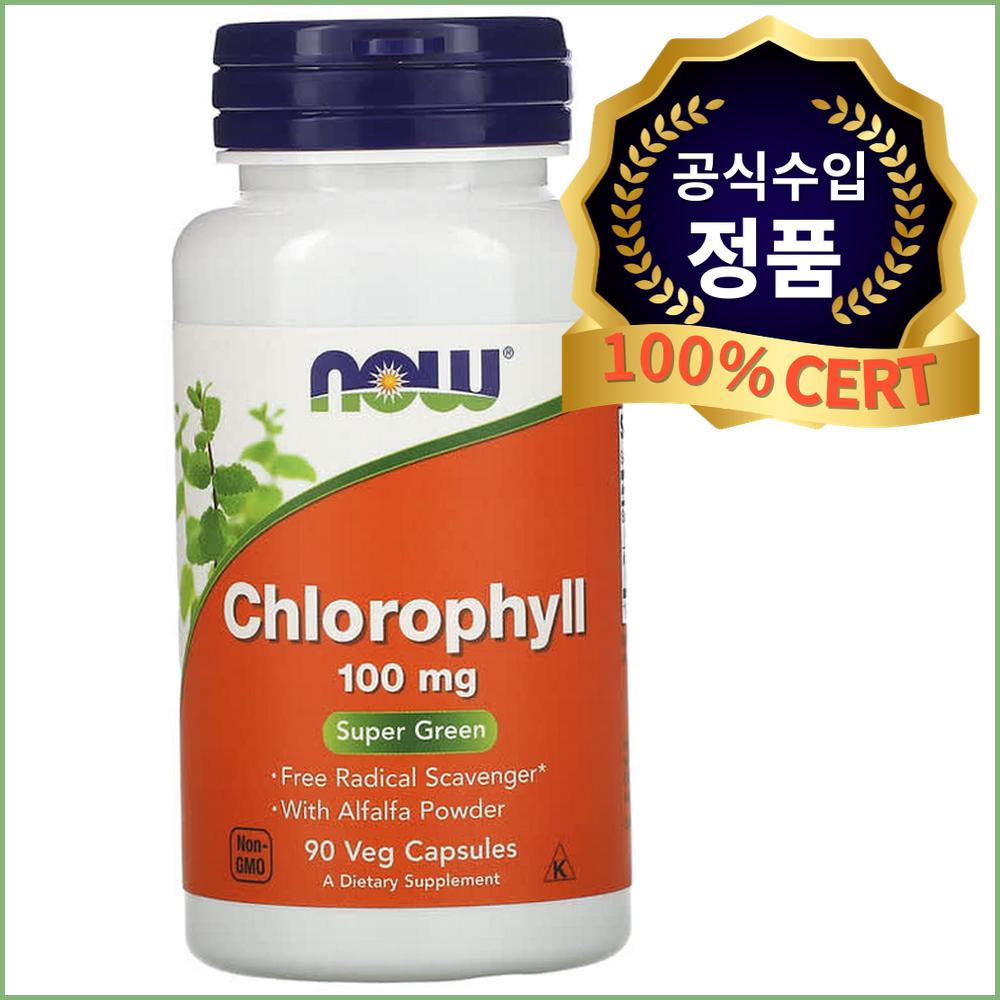 공식수입
정품
100% CERT
NOW®
Chlorophyll
100 mg
Super Green
·Free Radical Scavenger*
·With Alfalfa Powder
Non-
GMO
90 Veg Capsules
K
A Dietary Supplement